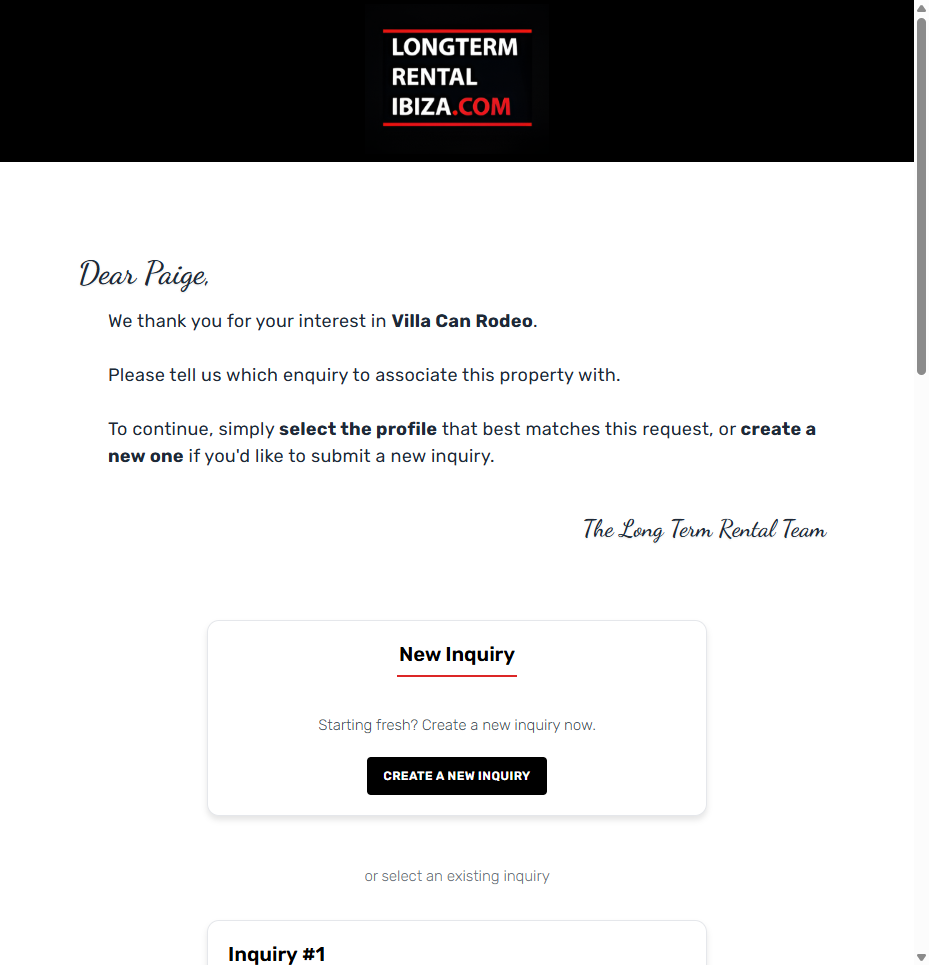 LONGTERM
RENTAL
IBIZA.COM
Dear Paige,
We thank you for your interest in Villa Can Rodeo.
Please tell us which enquiry to associate this property with.
To continue, simply select the profile that best matches this request, or create a
new one if you'd like to submit a new inquiry.
The Long Term Rental Team
New Inquiry
Starting fresh? Create a new inquiry now.
CREATE A NEW INQUIRY
or select an existing inquiry
Inquiry #1